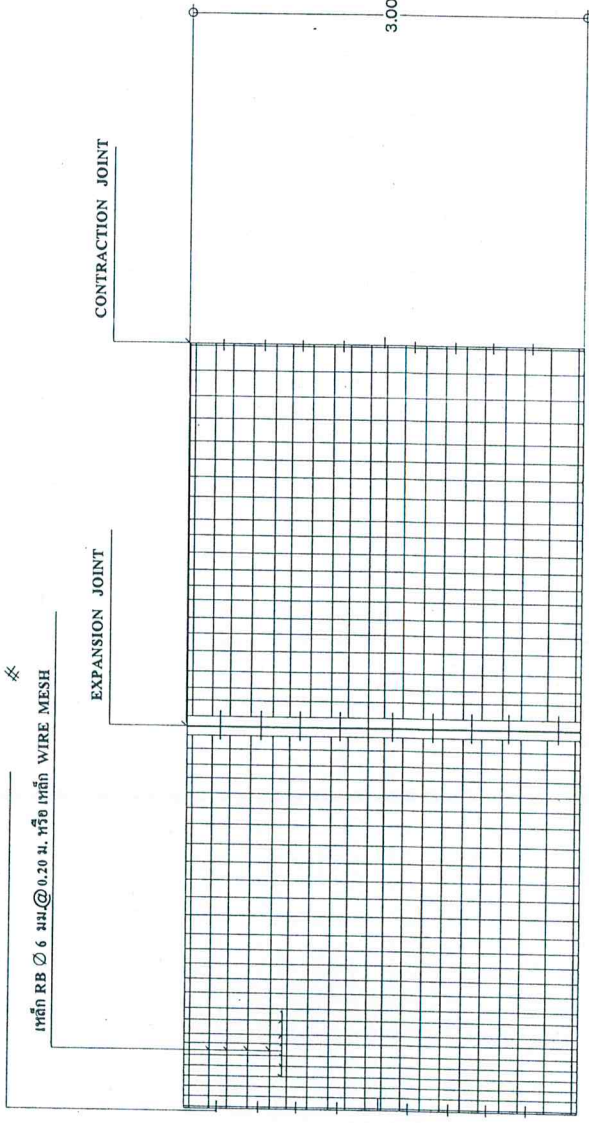 เหล็ก RB Ø 6 มม.@0.20 ม. หรือ เหล็ก WIRE MESH
EXPANSION JOINT
CONTRACTION JOINT
3.00